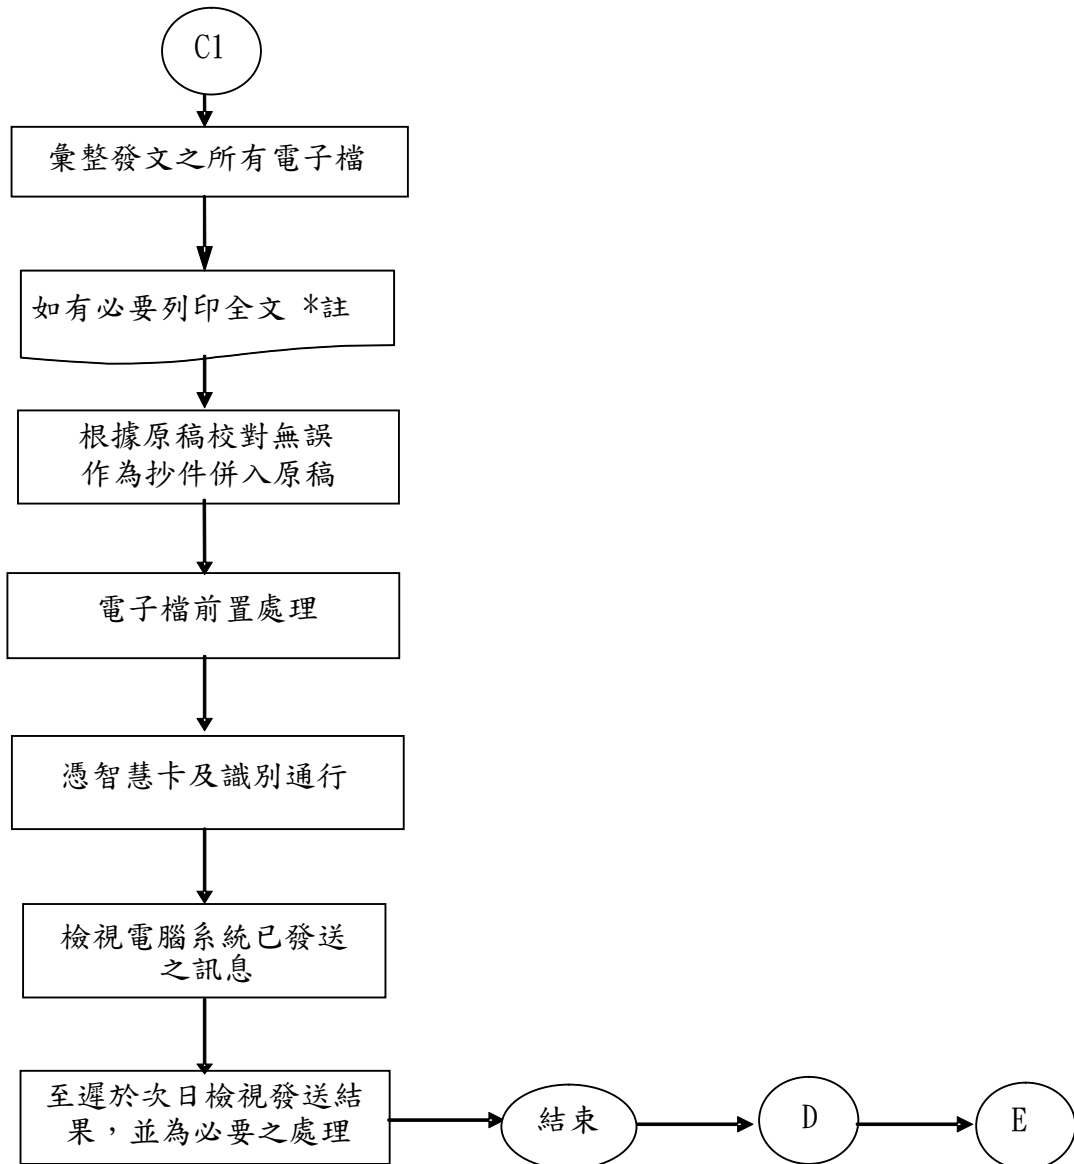 C1
彙整發文之所有電子檔
如有必要列印全文 *註
根據原稿校對無誤
作為抄件併入原稿
電子檔前置處理
憑智慧卡及識別通行
檢視電腦系統已發送
之訊息
至遲於次日檢視發送結
果，並為必要之處理
結束
D
E